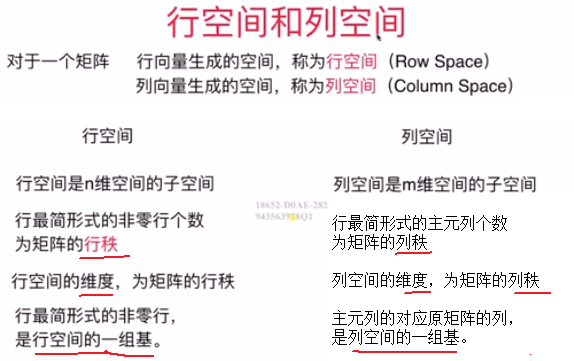 行空间和列空间
对于一个矩阵 行向量生成的空间，称为行空间（Row Space）
列向量生成的空间，称为列空间（Column Space）
行空间
列空间
行空间是n维空间的子空间
列空间是m维空间的子空间
行最简形式的非零行个数
为矩阵的行秩
行最简形式的主元列个数
为矩阵的列秩
行空间的维度，为矩阵的行秩
列空间的维度，为矩阵的列秩
行最简形式的非零行，
是行空间的一组基。
主元列的对应原矩阵的列，
是列空间的一组基。
18652-D0AE-282